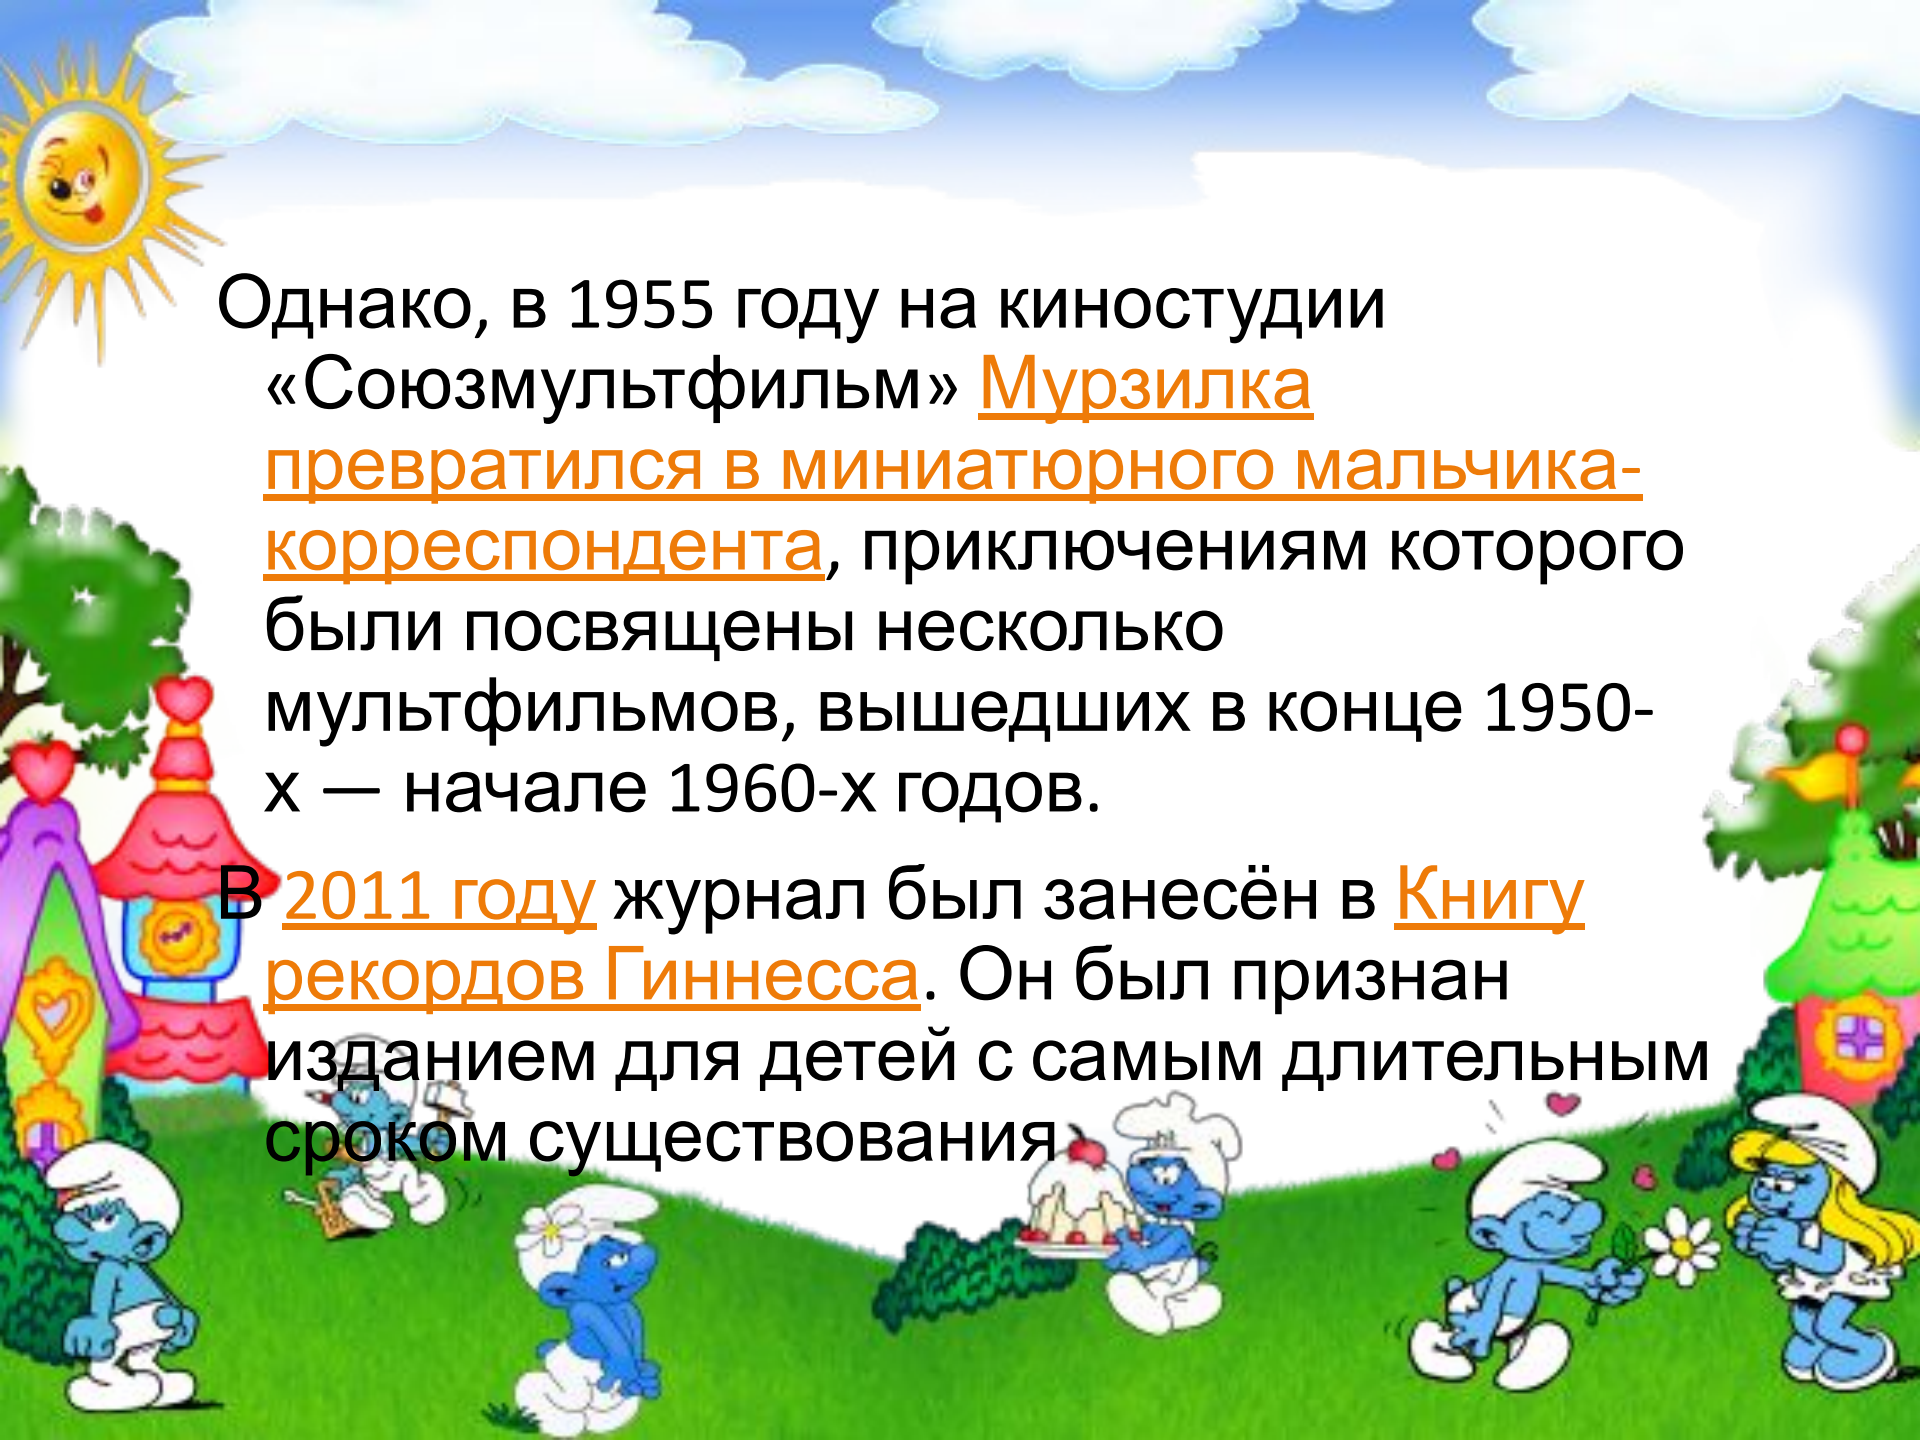 Однако, в 1955 году на киностудии
«Союзмультфильм» Мурзилка
превратился в миниатюрного мальчика-
корреспондента, приключениям которого
были посвящены несколько
мультфильмов, вышедших в конце 1950-
х — начале 1960-х годов.
В 2011 году журнал был занесён в Книгу
рекордов Гиннесса. Он был признан
изданием для детей с самым длительным
сроком существования